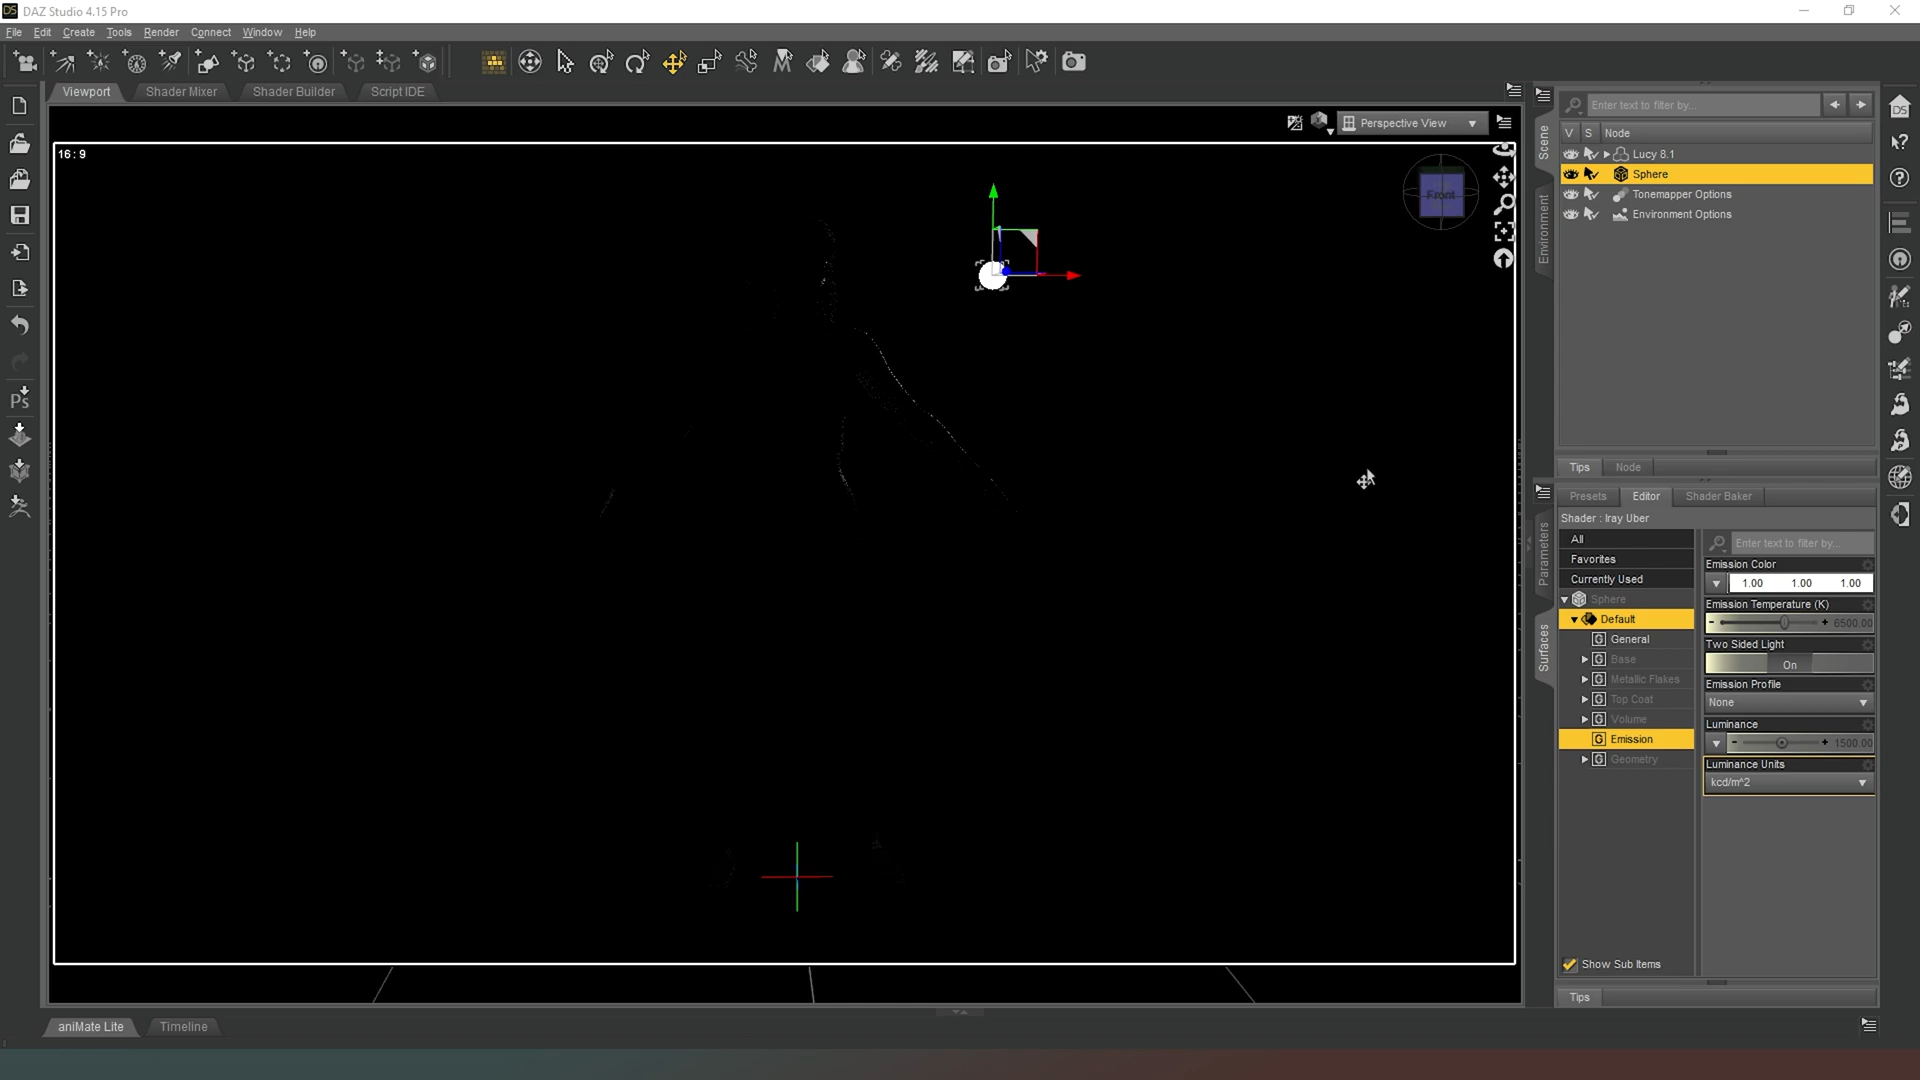 DS DAZ Studio 4.15 Pro
File Edit Create Tools Render Connect Window Help
Viewport Shader Mixer Shader Builder Script IDE
Perspective View
16 : 9
Front
Scene
Environment
Enter text to filter by...
V S Node
Lucy 8.1
Sphere
Tonemapper Options
Environment Options
Tips Node
Parameters
Surfaces
Presets Editor Shader Baker
Shader : Iray Uber
All
Favorites
Currently Used
Sphere
Default
G General
G Base
G Metallic Flakes
G Top Coat
G Volume
G Emission
G Geometry
Show Sub Items
Enter text to filter by...
Emission Color
1.00 1.00 1.00
Emission Temperature (K)
- + 6500.00
Two Sided Light
On
Emission Profile
None
Luminance
- + 1500.00
Luminance Units
kcd/m^2
Tips
Ps
DS
aniMate Lite Timeline